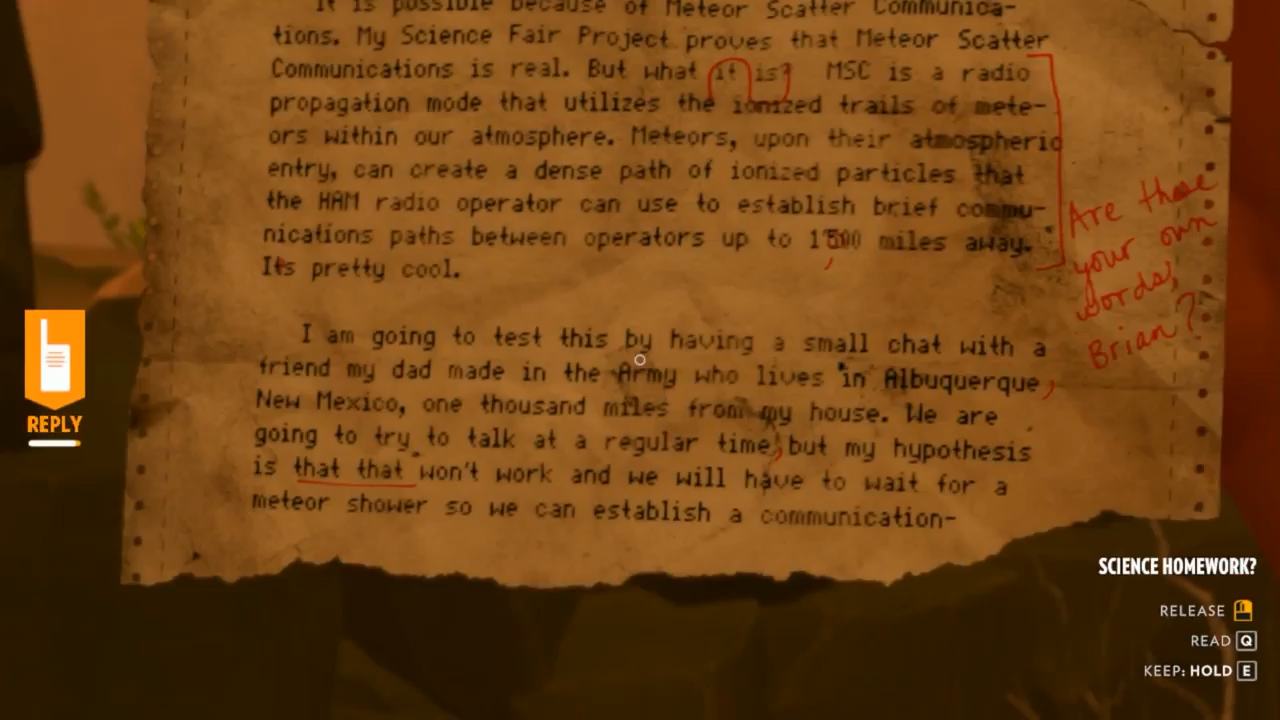 It is possible because of Meteor Scatter Communica-
tions. My Science Fair Project proves that Meteor Scatter
Communications is real. But what it is? MSC is a radio
propagation mode that utilizes the ionized trails of mete-
ors within our atmosphere. Meteors, upon their atmospheric
entry, can create a dense path of ionized particles that
the HAM radio operator can use to establish brief commu-
nications paths between operators up to 1500 miles away.
Its pretty cool.
Are these
your own
words,
Brian?
I am going to test this by having a small chat with a
friend my dad made in the Army who lives in Albuquerque,
New Mexico, one thousand miles from my house. We are
going to try to talk at a regular time, but my hypothesis
is that that won't work and we will have to wait for a
meteor shower so we can establish a communication-
REPLY
SCIENCE HOMEWORK?
RELEASE
READ Q
KEEP: HOLD E